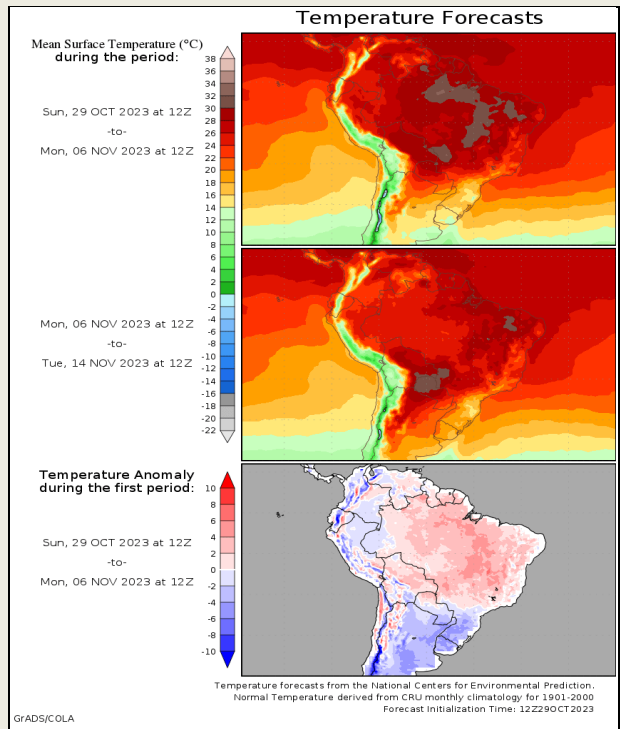 Temperature Forecasts
Mean Surface Temperature (°C)
during the period:
Sun, 29 OCT 2023 at 12Z
-to-
Mon, 06 NOV 2023 at 12Z
38
36
34
32
30
28
26
24
22
20
18
16
14
12
10
8
6
4
2
0
-2
-4
-6
-8
-10
-12
-14
-16
-18
-20
-22
Mon, 06 NOV 2023 at 12Z
-to-
Tue, 14 NOV 2023 at 12Z
Temperature Anomaly
during the first period:
Sun, 29 OCT 2023 at 12Z
-to-
Mon, 06 NOV 2023 at 12Z
10
8
6
4
2
0
-2
-4
-6
-8
-10
Temperature forecasts from the National Centers for Environmental Prediction.
Normal Temperature derived from CRU monthly climatology for 1901-2000
Forecast Initialization Time: 12Z29OCT2023
GrADS/COLA